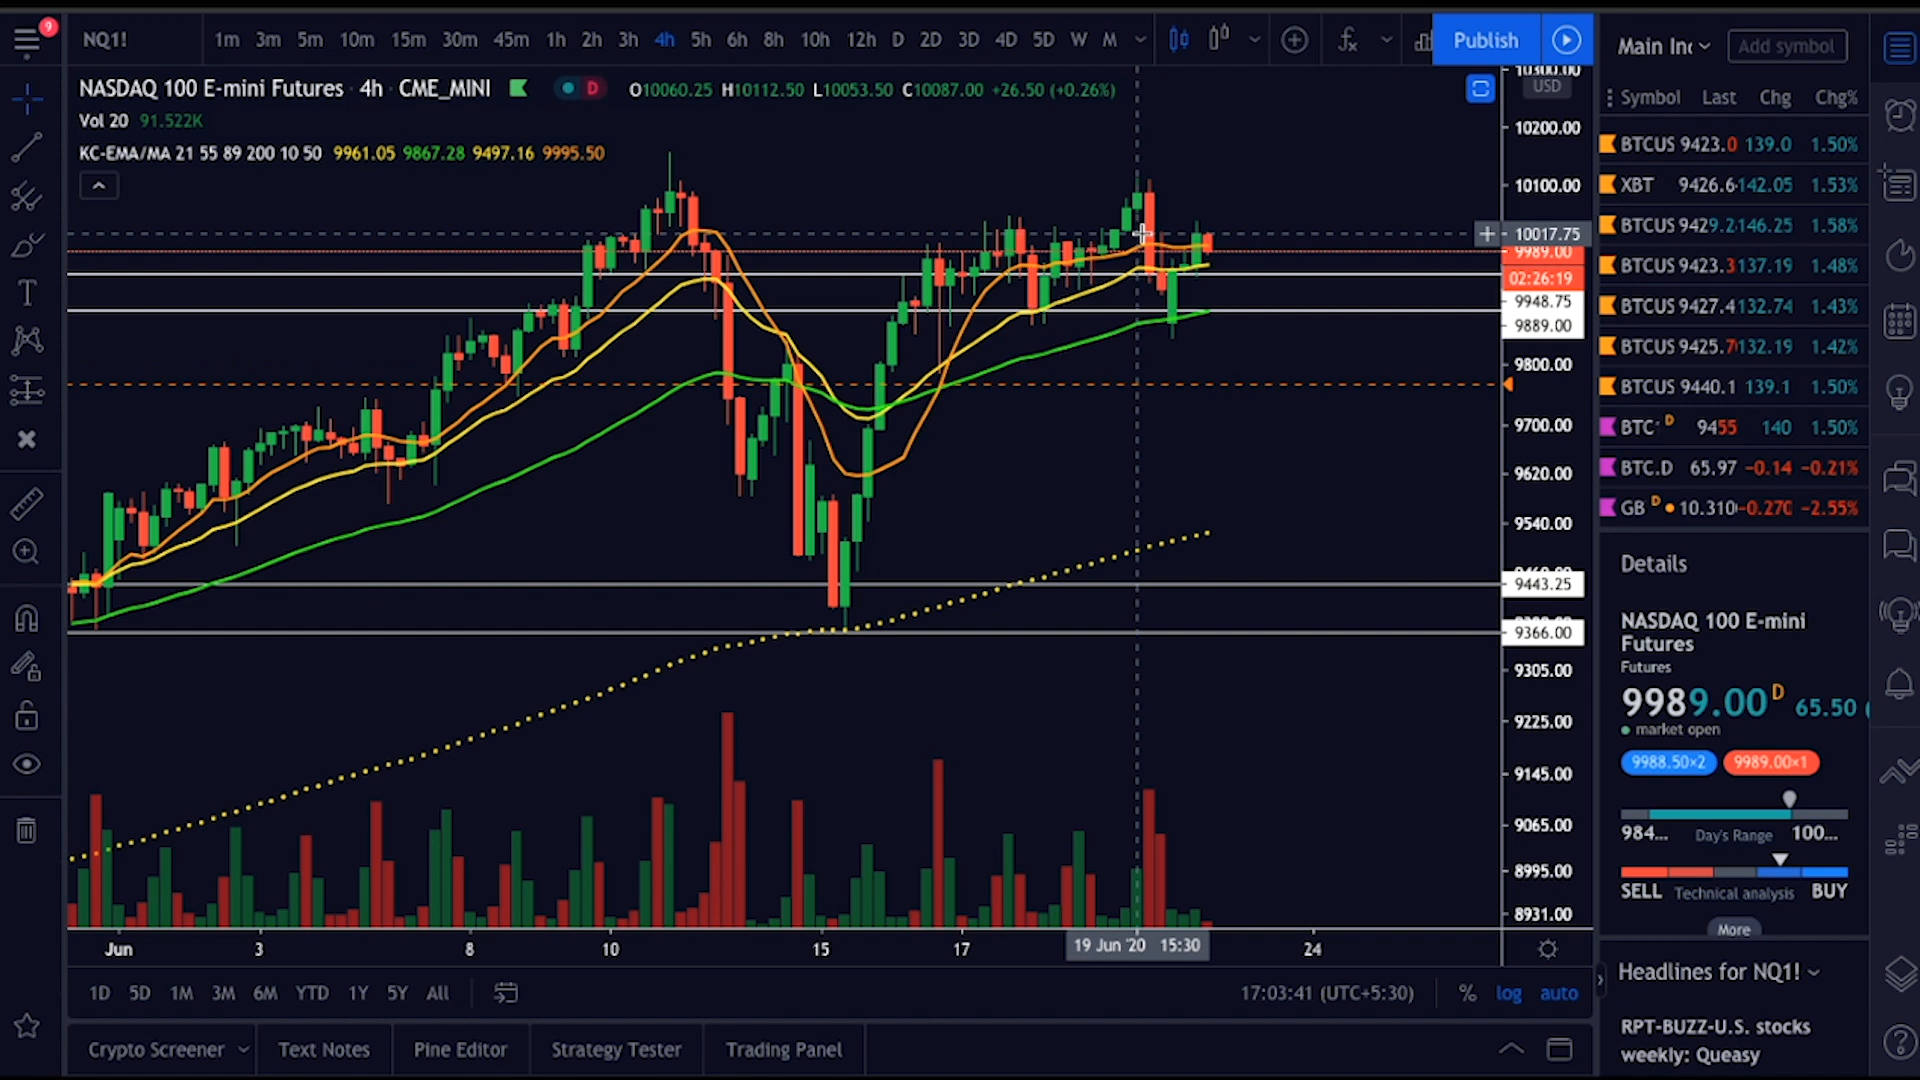 9
NQ1!
1m 3m 5m 10m 15m 30m 45m 1h 2h 3h 4h 5h 6h 8h 10h 12h D 2D 3D 4D 5D W M
Publish
NASDAQ 100 E-mini Futures · 4h · CME_MINI
D
O10060.25 H10112.50 L10053.50 C10087.00 +26.50 (+0.26%)
Vol 20 91.522K
KC-EMA/MA 21 55 89 200 10 50 9961.05 9867.28 9497.16 9995.50
10300.00
USD
10200.00
10100.00
10017.75
9989.00
02:26:19
9948.75
9889.00
9800.00
9700.00
9620.00
9540.00
9443.25
9366.00
9305.00
9225.00
9145.00
9065.00
8995.00
8931.00
Jun 3 8 10 15 17 19 Jun '20 15:30 24
1D 5D 1M 3M 6M YTD 1Y 5Y All
17:03:41 (UTC+5:30) % log auto
Crypto Screener Text Notes Pine Editor Strategy Tester Trading Panel
Main In
Add symbol
Symbol Last Chg Chg%
BTCUS 9423.0 139.0 1.50%
XBT 9426.6 142.05 1.53%
BTCUS 9429.2 146.25 1.58%
BTCUS 9423.3 137.19 1.48%
BTCUS 9427.4 132.74 1.43%
BTCUS 9425.7 132.19 1.42%
BTCUS 9440.1 139.1 1.50%
BTC D 9455 140 1.50%
BTC.D 65.97 -0.14 -0.21%
GB D 10.310 -0.270 -2.55%
Details
NASDAQ 100 E-mini
Futures
Futures
9989.00 D 65.50
market open
9988.50×2 9989.00×1
984... Day's Range 100...
SELL Technical analysis BUY
More
Headlines for NQ1!
RPT-BUZZ-U.S. stocks
weekly: Queasy